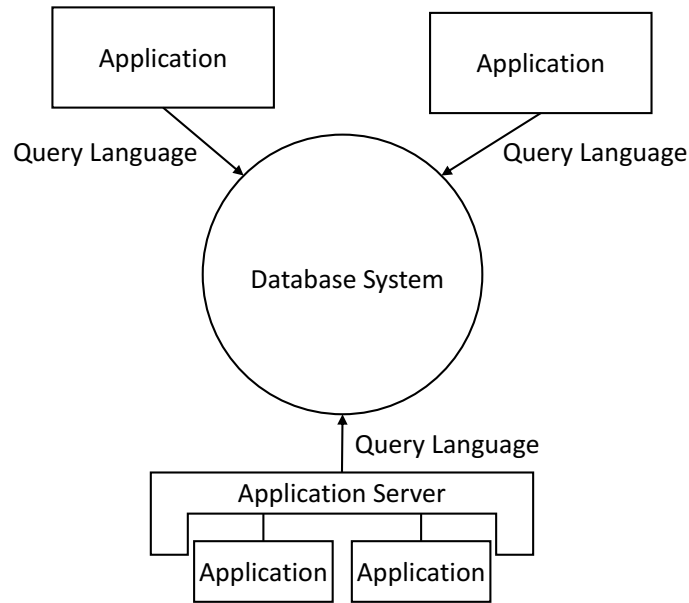 Application
Application
Query Language
Query Language
Database System
Query Language
Application Server
Application
Application